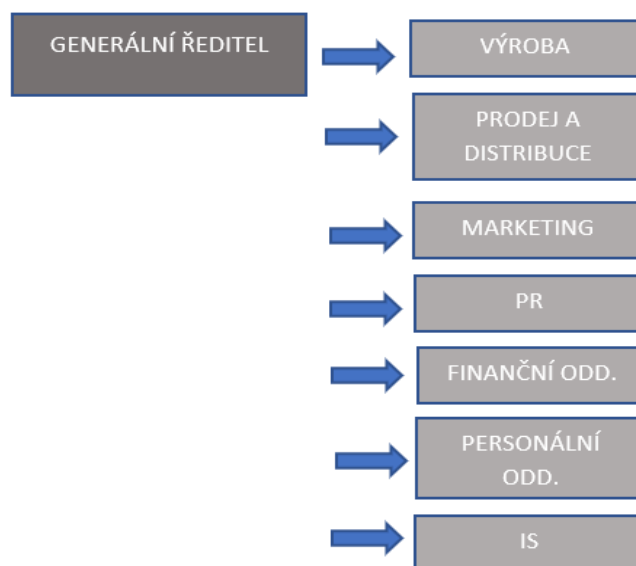 GENERÁLNÍ ŘEDITEL
VÝROBA
PRODEJ A
DISTRIBUCE
MARKETING
PR
FINANČNÍ ODD.
PERSONÁLNÍ
ODD.
IS